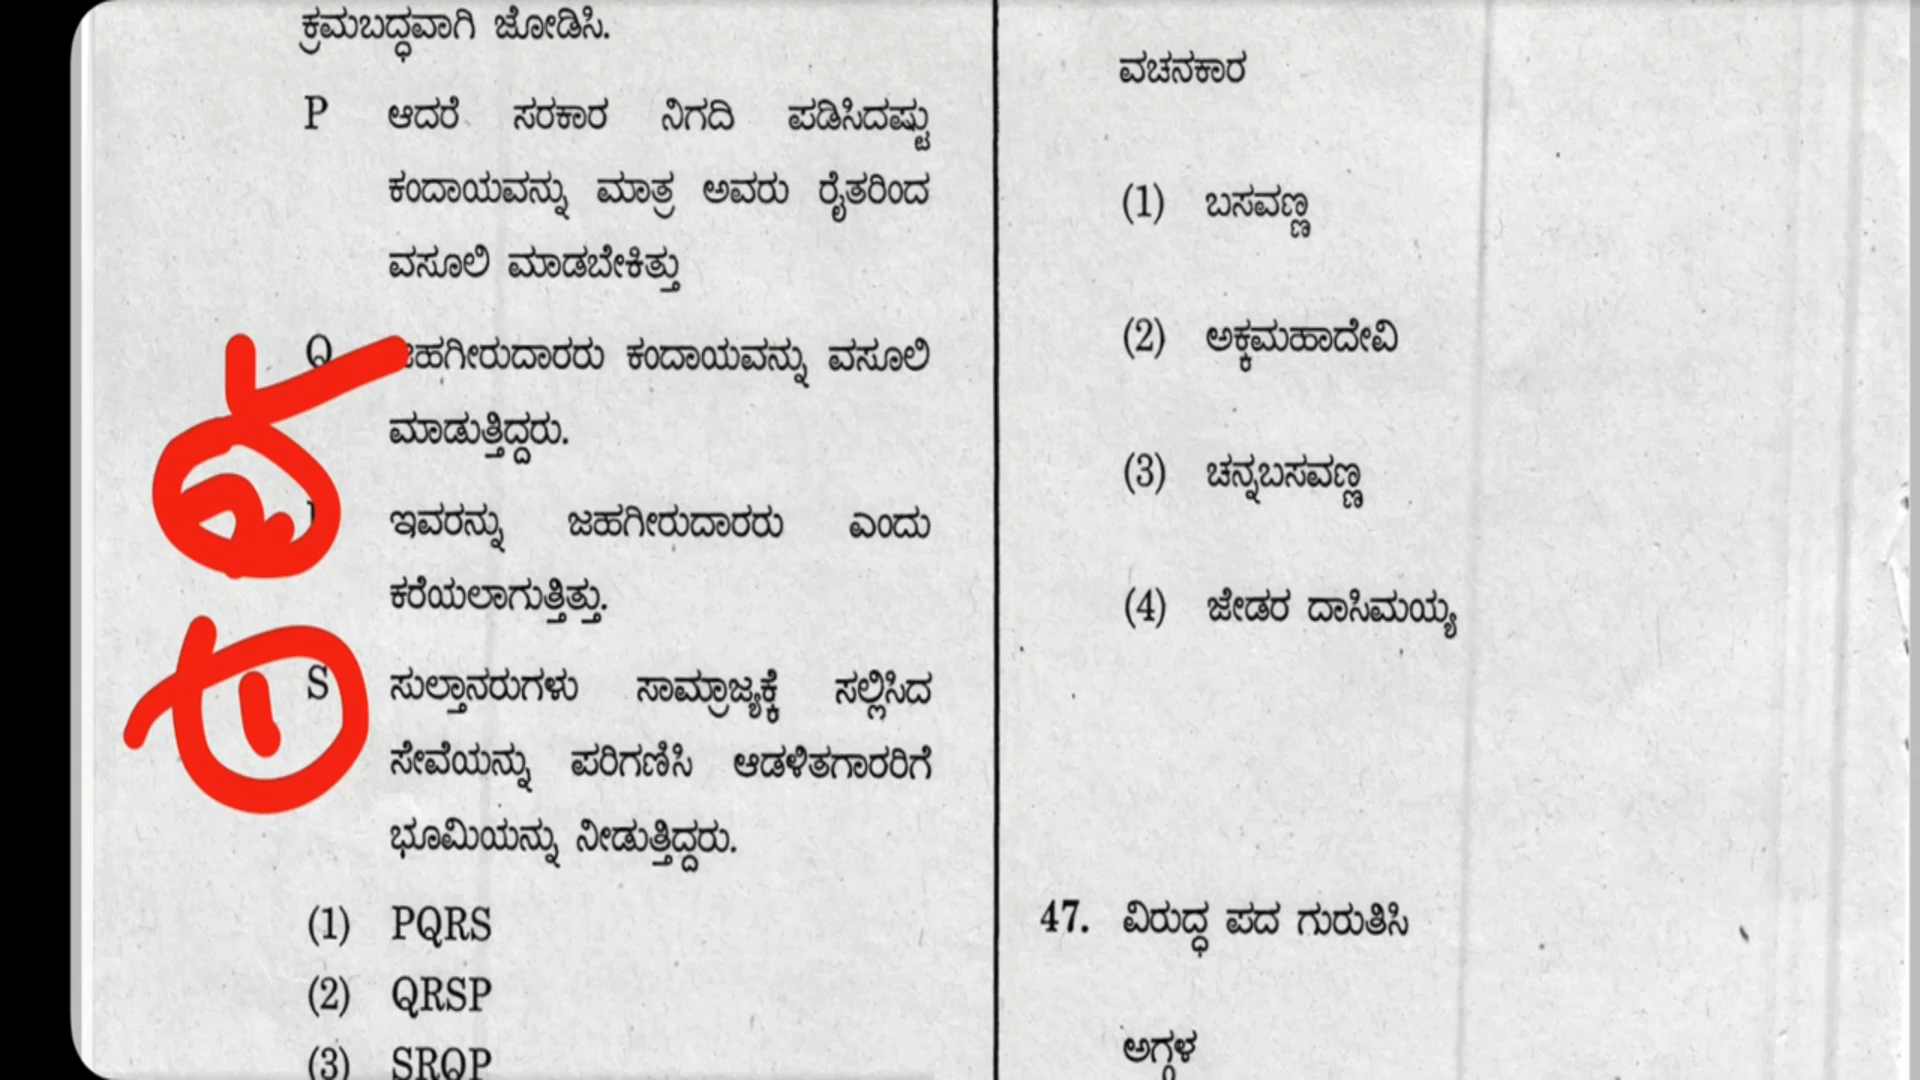 ಕ್ರಮಬದ್ಧವಾಗಿ ಜೋಡಿಸಿ.
P ಆದರೆ ಸರಕಾರ ನಿಗದಿ ಪಡಿಸಿದಷ್ಟು
ಕಂದಾಯವನ್ನು ಮಾತ್ರ ಅವರು ರೈತರಿಂದ
ವಸೂಲಿ ಮಾಡಬೇಕಿತ್ತು
Q ಜಹಗೀರುದಾರರು ಕಂದಾಯವನ್ನು ವಸೂಲಿ
ಮಾಡುತ್ತಿದ್ದರು.
ಇವರನ್ನು ಜಹಗೀರುದಾರರು ಎಂದು
ಕರೆಯಲಾಗುತ್ತಿತ್ತು.
S ಸುಲ್ತಾನರುಗಳು ಸಾಮ್ರಾಜ್ಯಕ್ಕೆ ಸಲ್ಲಿಸಿದ
ಸೇವೆಯನ್ನು ಪರಿಗಣಿಸಿ ಆಡಳಿತಗಾರರಿಗೆ
ಭೂಮಿಯನ್ನು ನೀಡುತ್ತಿದ್ದರು.
(1) PQRS
(2) QRSP
(3) SRQP
ವಚನಕಾರ
(1) ಬಸವಣ್ಣ
(2) ಅಕ್ಕಮಹಾದೇವಿ
(3) ಚನ್ನಬಸವಣ್ಣ
(4) ಜೇಡರ ದಾಸಿಮಯ್ಯ
47. ವಿರುದ್ಧ ಪದ ಗುರುತಿಸಿ
ಅಗ್ಗಳ